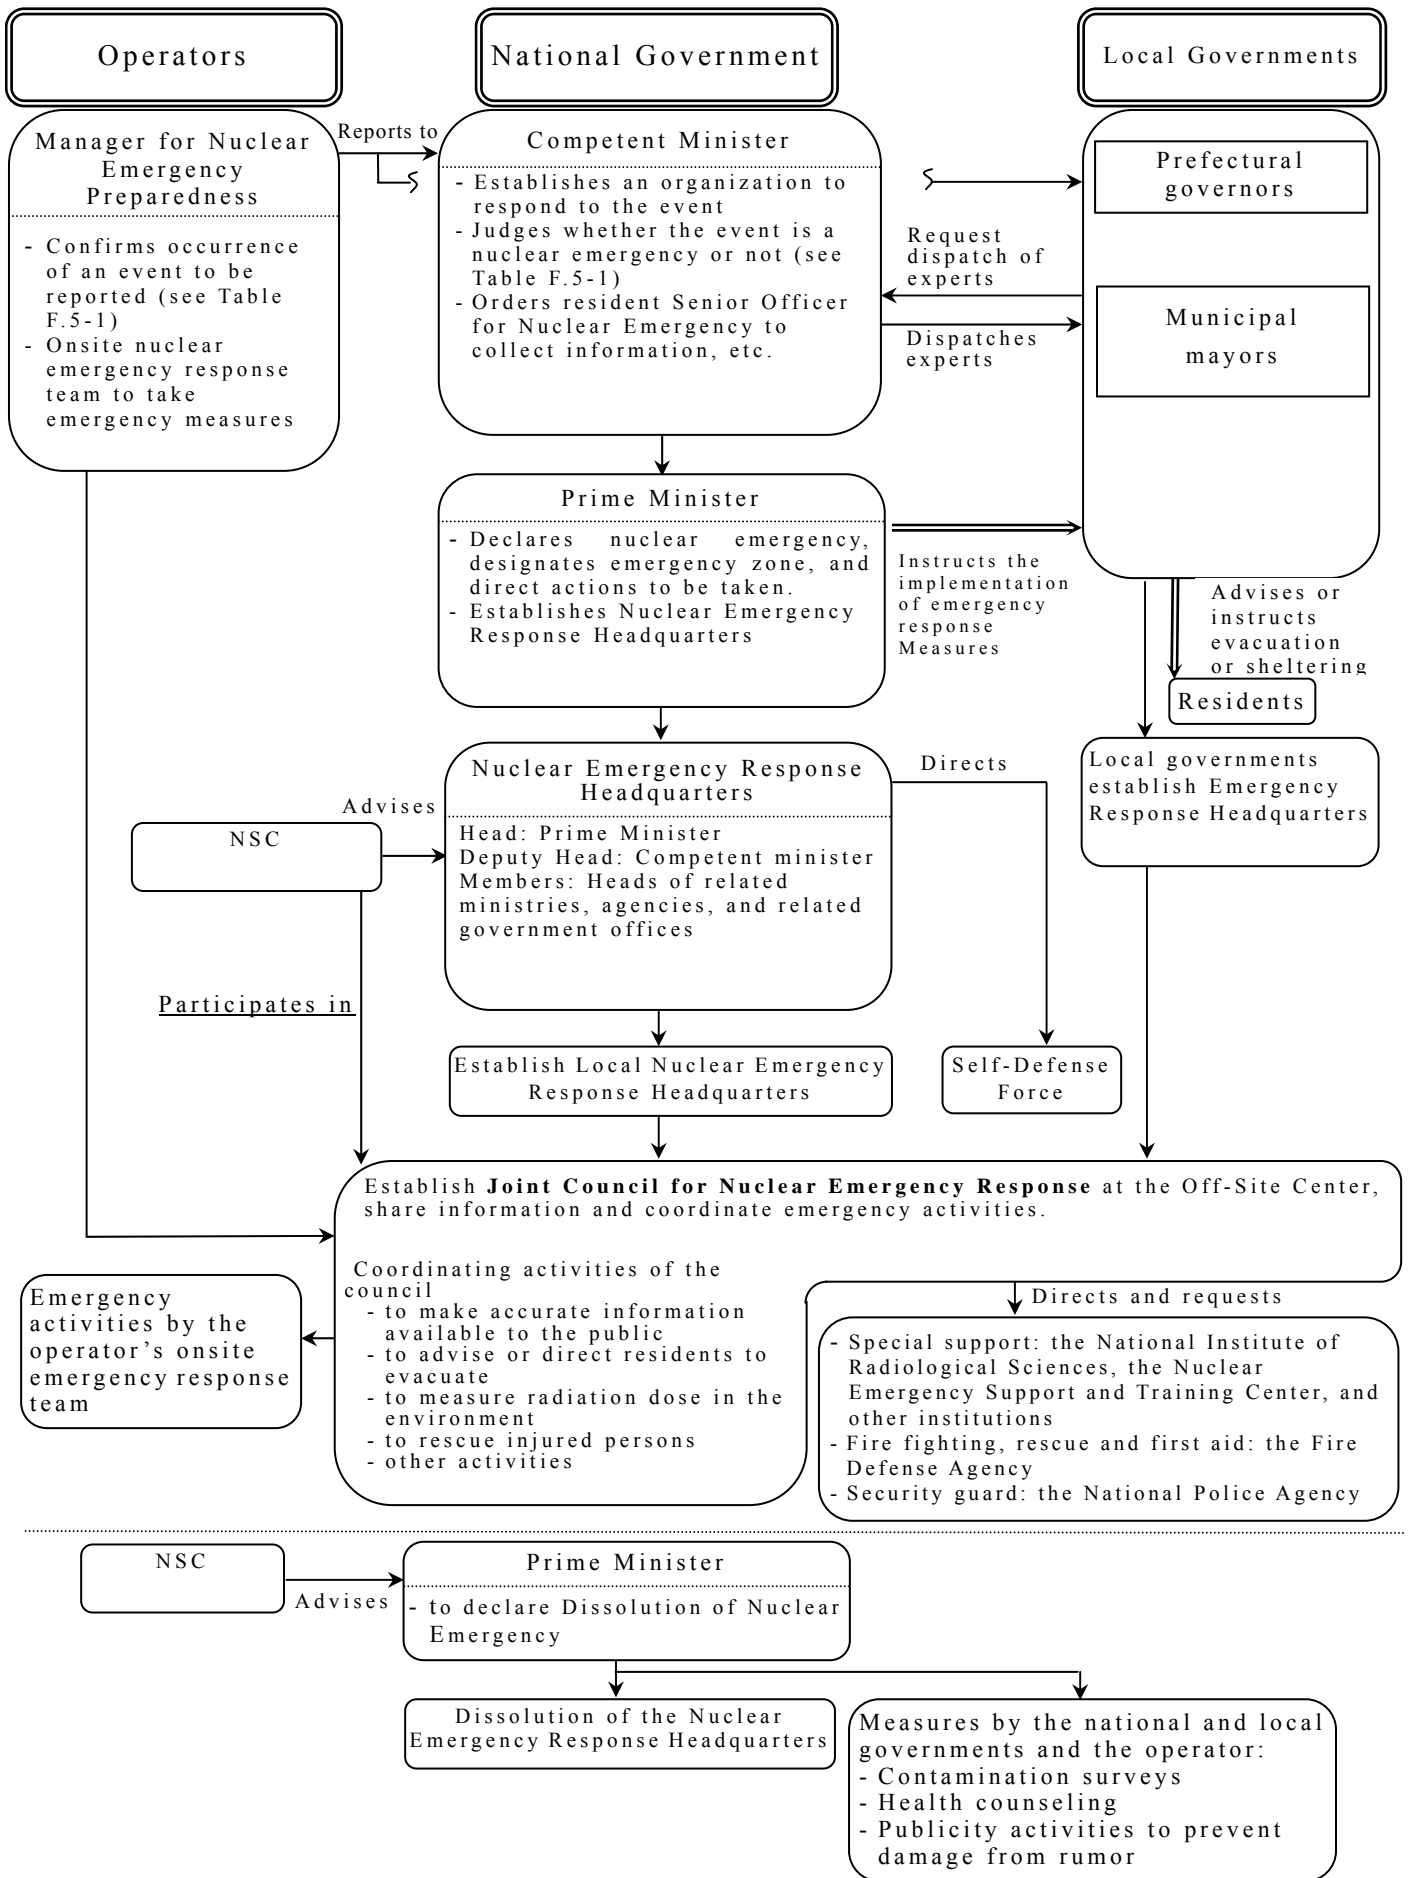 Operators
National Government
Local Governments
Manager for Nuclear
Emergency
Preparedness
- Confirms occurrence
of an event to be
reported (see Table
F.5-1)
- Onsite nuclear
emergency response
team to take
emergency measures
Reports to
Competent Minister
- Establishes an organization to
respond to the event
- Judges whether the event is a
nuclear emergency or not (see
Table F.5-1)
- Orders resident Senior Officer
for Nuclear Emergency to
collect information, etc.
Prefectural
governors
Request
dispatch of
experts
Dispatches
experts
Municipal
mayors
Prime Minister
- Declares nuclear emergency,
designates emergency zone, and
direct actions to be taken.
- Establishes Nuclear Emergency
Response Headquarters
Instructs the
implementation
of emergency
response
Measures
Advises or
instructs
evacuation
or sheltering
Residents
Nuclear Emergency Response
Headquarters
Head: Prime Minister
Deputy Head: Competent minister
Members: Heads of related
ministries, agencies, and related
government offices
Directs
Local governments
establish Emergency
Response Headquarters
Advises
NSC
Participates in
Establish Local Nuclear Emergency
Response Headquarters
Self-Defense
Force
Establish Joint Council for Nuclear Emergency Response at the Off-Site Center,
share information and coordinate emergency activities.
Coordinating activities of the
council
- to make accurate information
available to the public
- to advise or direct residents to
evacuate
- to measure radiation dose in the
environment
- to rescue injured persons
- other activities
Emergency
activities by the
operator’s onsite
emergency response
team
Directs and requests
- Special support: the National Institute of
Radiological Sciences, the Nuclear
Emergency Support and Training Center, and
other institutions
- Fire fighting, rescue and first aid: the Fire
Defense Agency
- Security guard: the National Police Agency
NSC
Advises
Prime Minister
- to declare Dissolution of Nuclear
Emergency
Dissolution of the Nuclear
Emergency Response Headquarters
Measures by the national and local
governments and the operator:
- Contamination surveys
- Health counseling
- Publicity activities to prevent
damage from rumor